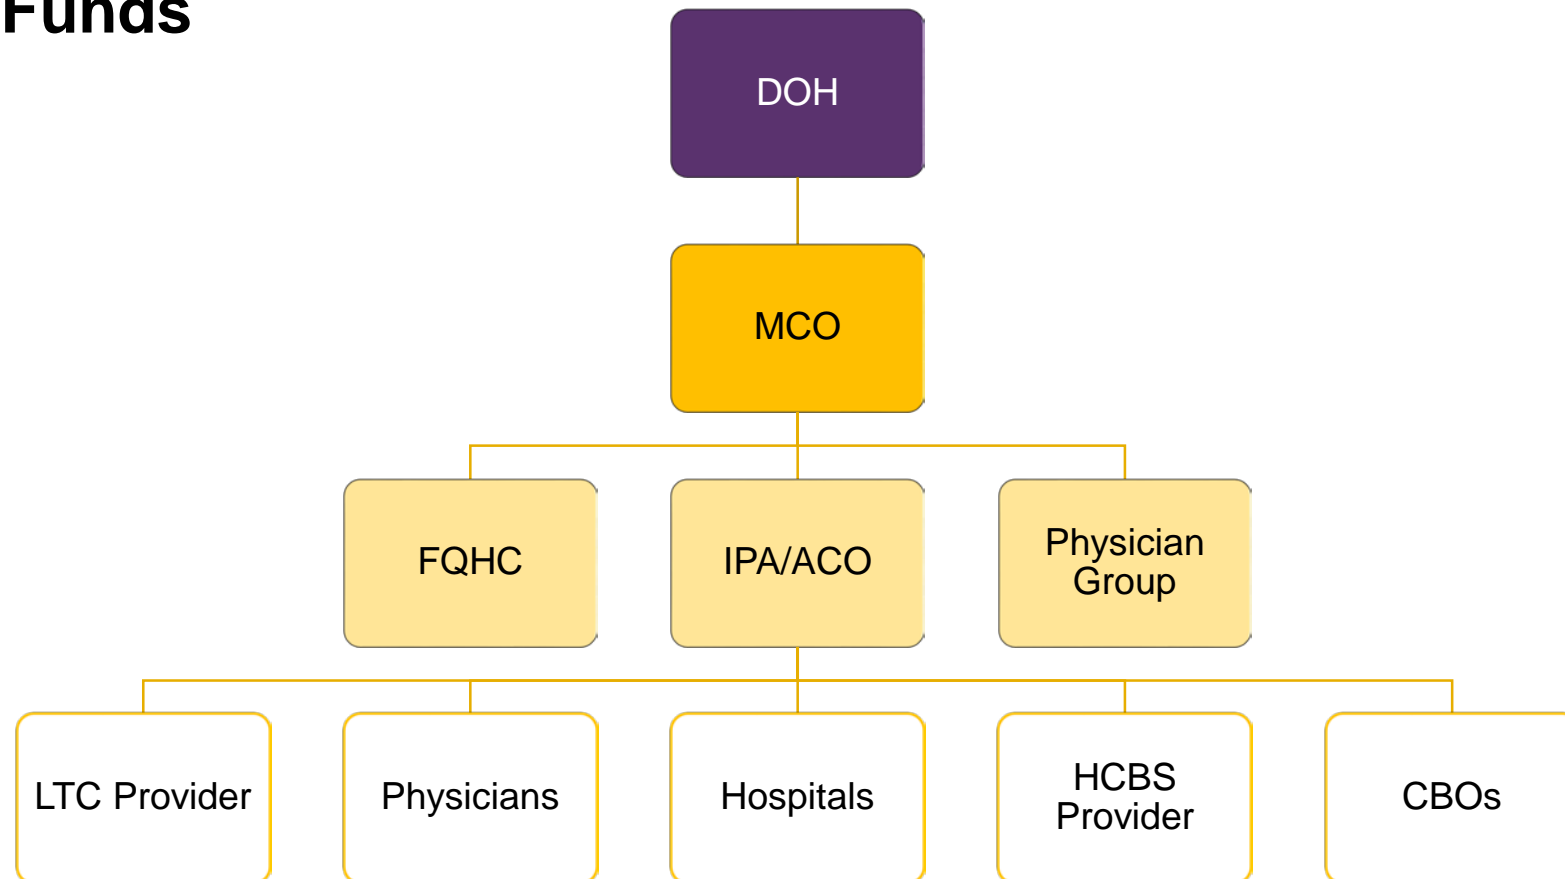 Funds
DOH
MCO
FQHC
IPA/ACO
Physician
Group
LTC Provider
Physicians
Hospitals
HCBS
Provider
CBOs